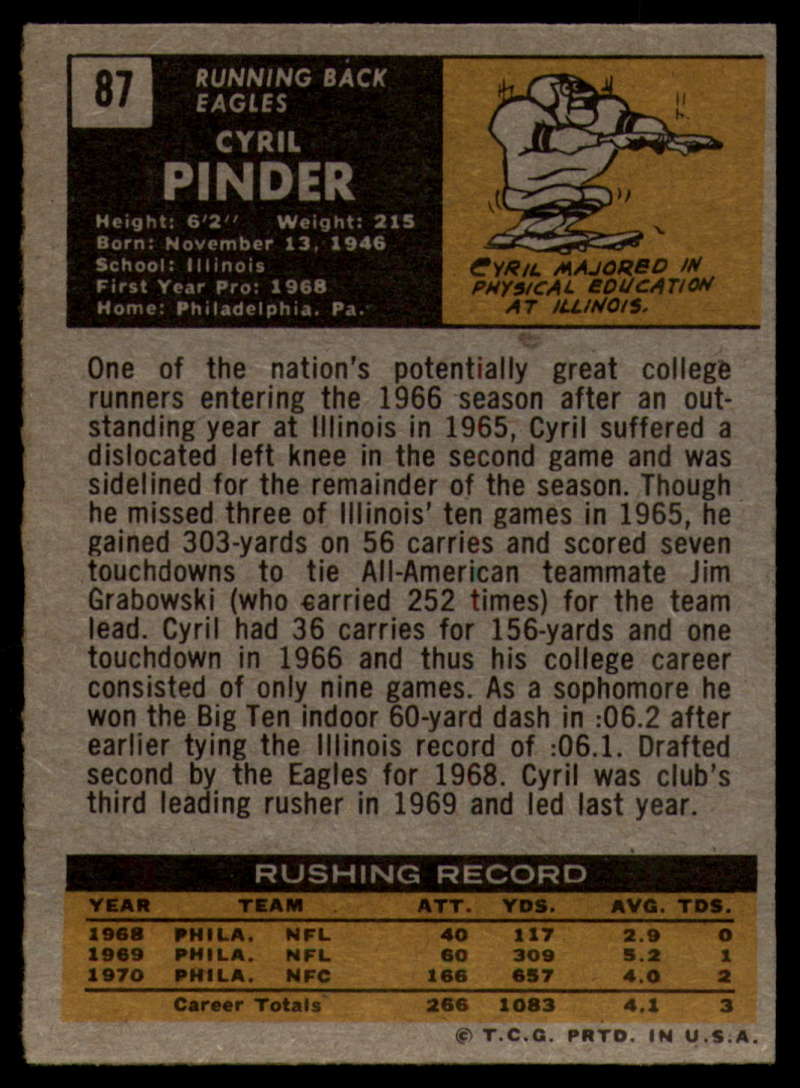 87
RUNNING BACK
EAGLES
CYRIL
PINDER
Height: 6'2" Weight: 215
Born: November 13, 1946
School: Illinois
First Year Pro: 1968
Home: Philadelphia, Pa.
CYRIL MAJORED IN
PHYSICAL EDUCATION
AT ILLINOIS.
One of the nation's potentially great college
runners entering the 1966 season after an out-
standing year at Illinois in 1965, Cyril suffered a
dislocated left knee in the second game and was
sidelined for the remainder of the season. Though
he missed three of Illinois' ten games in 1965, he
gained 303-yards on 56 carries and scored seven
touchdowns to tie All-American teammate Jim
Grabowski (who carried 252 times) for the team
lead. Cyril had 36 carries for 156-yards and one
touchdown in 1966 and thus his college career
consisted of only nine games. As a sophomore he
won the Big Ten indoor 60-yard dash in :06.2 after
earlier tying the Illinois record of :06.1. Drafted
second by the Eagles for 1968. Cyril was club's
third leading rusher in 1969 and led last year.
RUSHING RECORD
YEAR TEAM ATT. YDS. AVG. TDS.
1968 PHILA. NFL 40 117 2.9 0
1969 PHILA. NFL 60 309 5.2 1
1970 PHILA. NFC 166 657 4.0 2
Career Totals 266 1083 4.1 3
© T.C.G. PRTD. IN U.S.A.